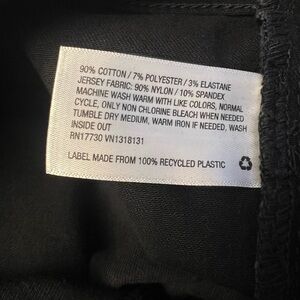 90% COTTON / 7% POLYESTER / 3% ELASTANE
JERSEY FABRIC: 90% NYLON / 10% SPANDEX
MACHINE WASH WARM WITH LIKE COLORS, NORMAL
CYCLE, ONLY NON CHLORINE BLEACH WHEN NEEDED
TUMBLE DRY MEDIUM, WARM IRON IF NEEDED, WASH
INSIDE OUT
RN17730 VN1318131
LABEL MADE FROM 100% RECYCLED PLASTIC